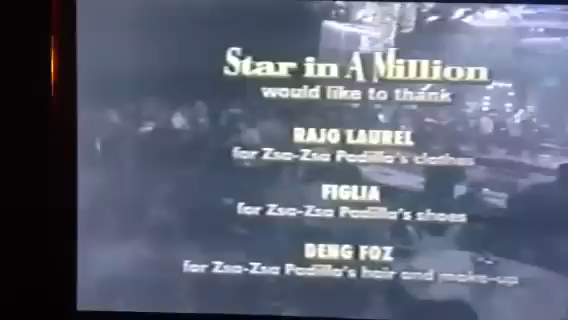 Star in A Million
would like to thank
RAJO LAUREL
for Zsa-Zsa Padilla's clothes
FIGLIA
for Zsa-Zsa Padilla's shoes
BENG FOZ
for Zsa-Zsa Padilla's hair and make-up